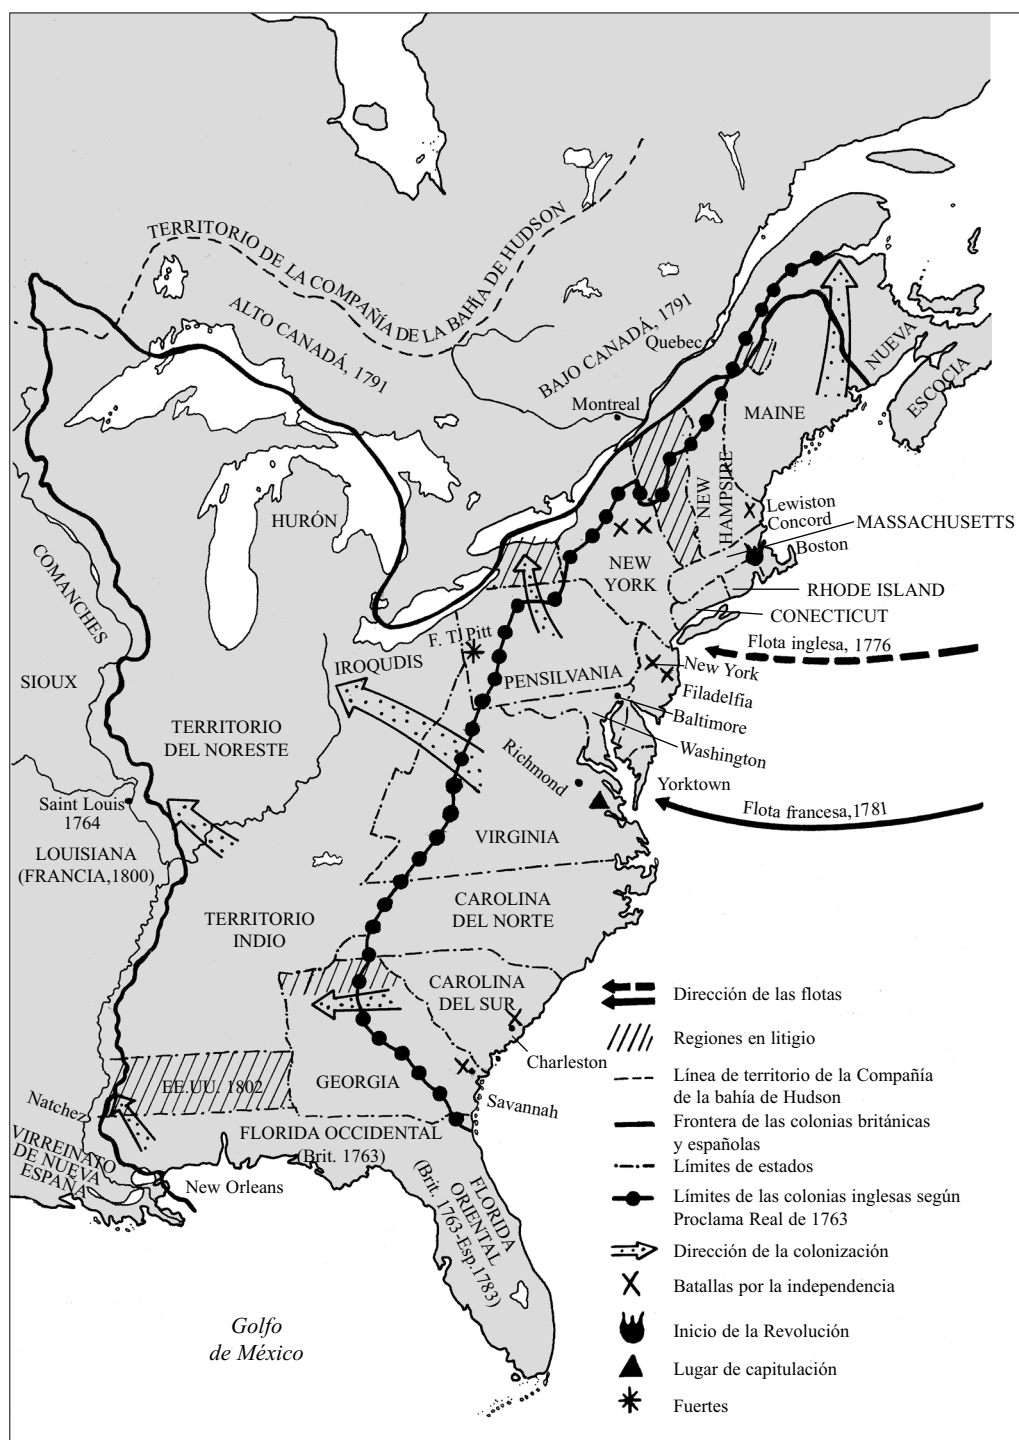 TERRITORIO DE LA COMPAÑÍA DE LA BAHÍA DE HUDSON
ALTO CANADÁ, 1791
BAJO CANADÁ, 1791
Quebec
Montreal
NUEVA
ESCOCIA
MAINE
NEW
HAMPSIRE
HURÓN
Lewiston
Concord
MASSACHUSETTS
Boston
NEW
YORK
RHODE ISLAND
CONECTICUT
Flota inglesa, 1776
COMANCHES
SIOUX
F. T. Pitt
IROQUDIS
PENSILVANIA
New York
Filadelfia
Baltimore
Washington
TERRITORIO
DEL NORESTE
Richmond
Yorktown
Flota francesa,1781
Saint Louis
1764
LOUISIANA
(FRANCIA,1800)
VIRGINIA
CAROLINA
DEL NORTE
TERRITORIO
INDIO
CAROLINA
DEL SUR
Charleston
EE.UU. 1802
GEORGIA
Savannah
Natchez
FLORIDA OCCIDENTAL
(Brit. 1763)
VIRREINATO
DE NUEVA
ESPAÑA
New Orleans
FLORIDA
ORIENTAL
(Brit. 1763-Esp.1783)
Golfo
de México
Dirección de las flotas
Regiones en litigio
Línea de territorio de la Compañía
de la bahía de Hudson
Frontera de las colonias británicas
y españolas
Límites de estados
Límites de las colonias inglesas según
Proclama Real de 1763
Dirección de la colonización
Batallas por la independencia
Inicio de la Revolución
Lugar de capitulación
Fuertes